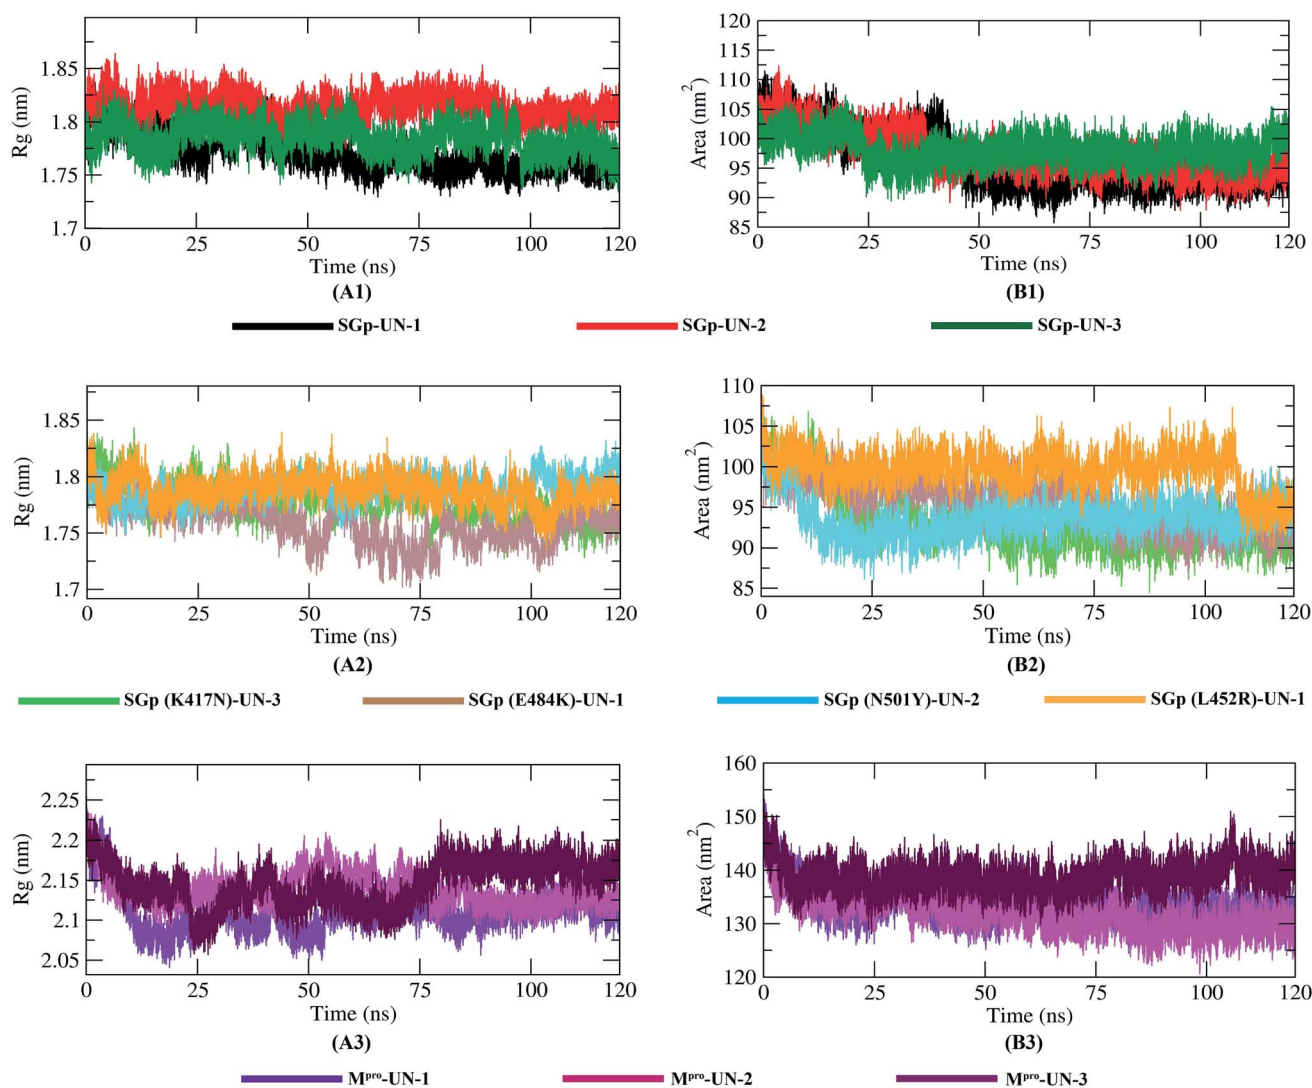 1.85
1.8
1.75
1.7
Rg (nm)
0 25 50 75 100 120
Time (ns)
(A1)
120
115
110
105
100
95
90
85
Area (nm²)
0 25 50 75 100 120
Time (ns)
(B1)
SGp-UN-1 SGp-UN-2 SGp-UN-3
1.85
1.8
1.75
1.7
Rg (nm)
0 25 50 75 100 120
Time (ns)
(A2)
110
105
100
95
90
85
Area (nm²)
0 25 50 75 100 120
Time (ns)
(B2)
SGp (K417N)-UN-3 SGp (E484K)-UN-1 SGp (N501Y)-UN-2 SGp (L452R)-UN-1
2.25
2.2
2.15
2.1
2.05
Rg (nm)
0 25 50 75 100 120
Time (ns)
(A3)
160
150
140
130
120
Area (nm²)
0 25 50 75 100 120
Time (ns)
(B3)
Mᵖʳᵒ-UN-1 Mᵖʳᵒ-UN-2 Mᵖʳᵒ-UN-3